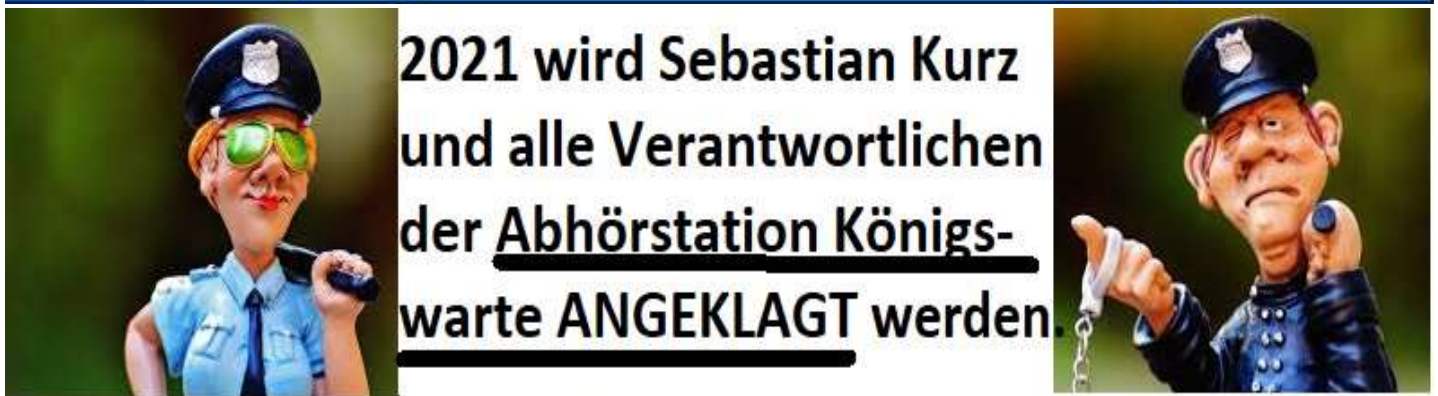 2021 wird Sebastian Kurz
und alle Verantwortlichen
der Abhörstation Königs-
warte ANGEKLAGT werden.